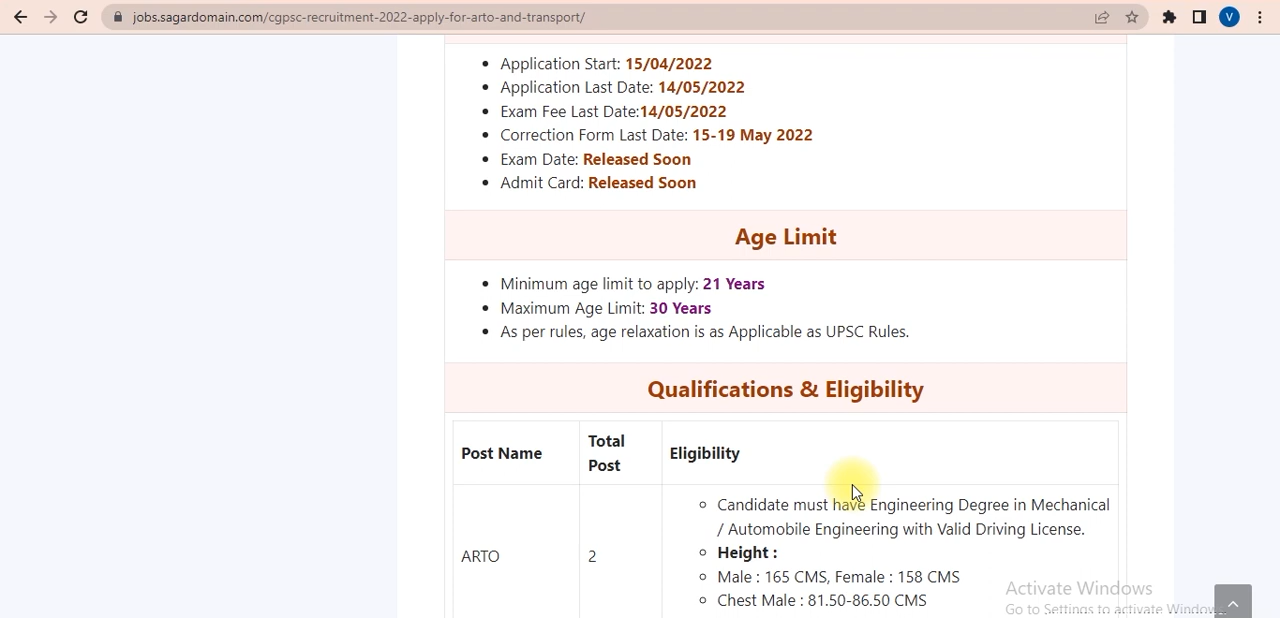 jobs.sagardomain.com/cgpsc-recruitment-2022-apply-for-arto-and-transport/
V
Application Start: 15/04/2022
Application Last Date: 14/05/2022
Exam Fee Last Date:14/05/2022
Correction Form Last Date: 15-19 May 2022
Exam Date: Released Soon
Admit Card: Released Soon
Age Limit
Minimum age limit to apply: 21 Years
Maximum Age Limit: 30 Years
As per rules, age relaxation is as Applicable as UPSC Rules.
Qualifications & Eligibility
Post Name
Total
Post
Eligibility
ARTO
2
Candidate must have Engineering Degree in Mechanical
/ Automobile Engineering with Valid Driving License.
Height :
Male : 165 CMS, Female : 158 CMS
Chest Male : 81.50-86.50 CMS
Activate Windows
Go to Settings to activate Windows.